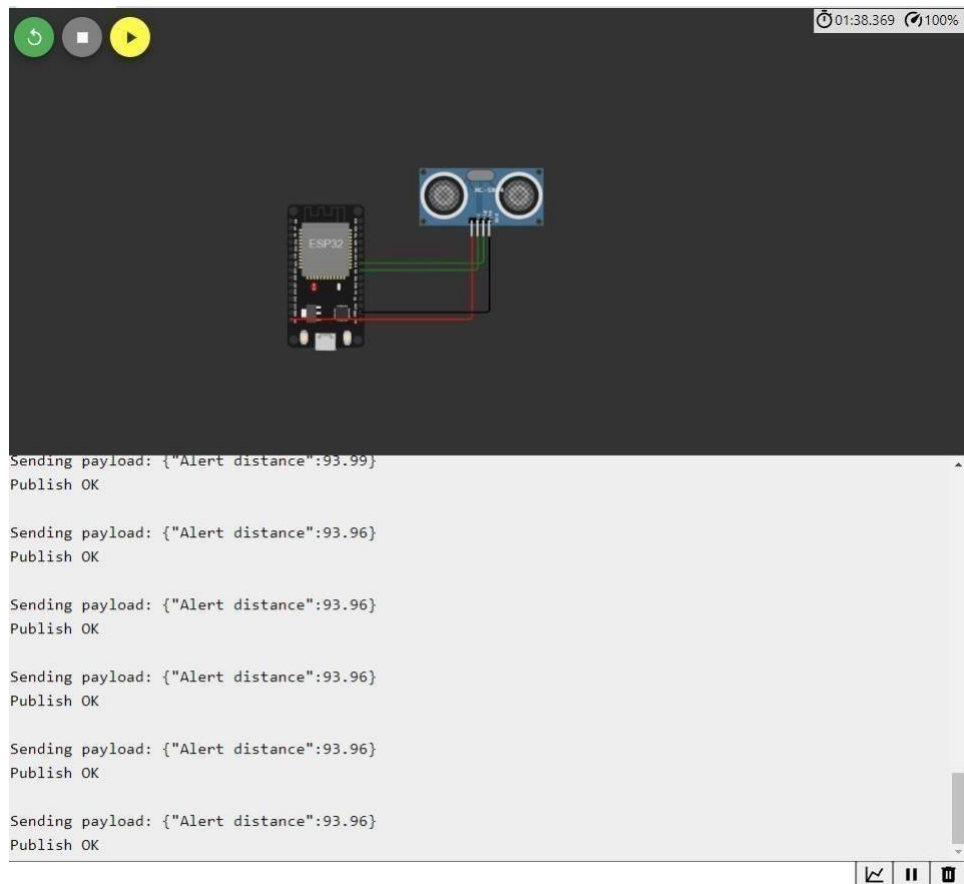 01:38.369 100%
HC-SR04
ESP32
Sending payload: {"Alert distance":93.99}
Publish OK
Sending payload: {"Alert distance":93.96}
Publish OK
Sending payload: {"Alert distance":93.96}
Publish OK
Sending payload: {"Alert distance":93.96}
Publish OK
Sending payload: {"Alert distance":93.96}
Publish OK
Sending payload: {"Alert distance":93.96}
Publish OK